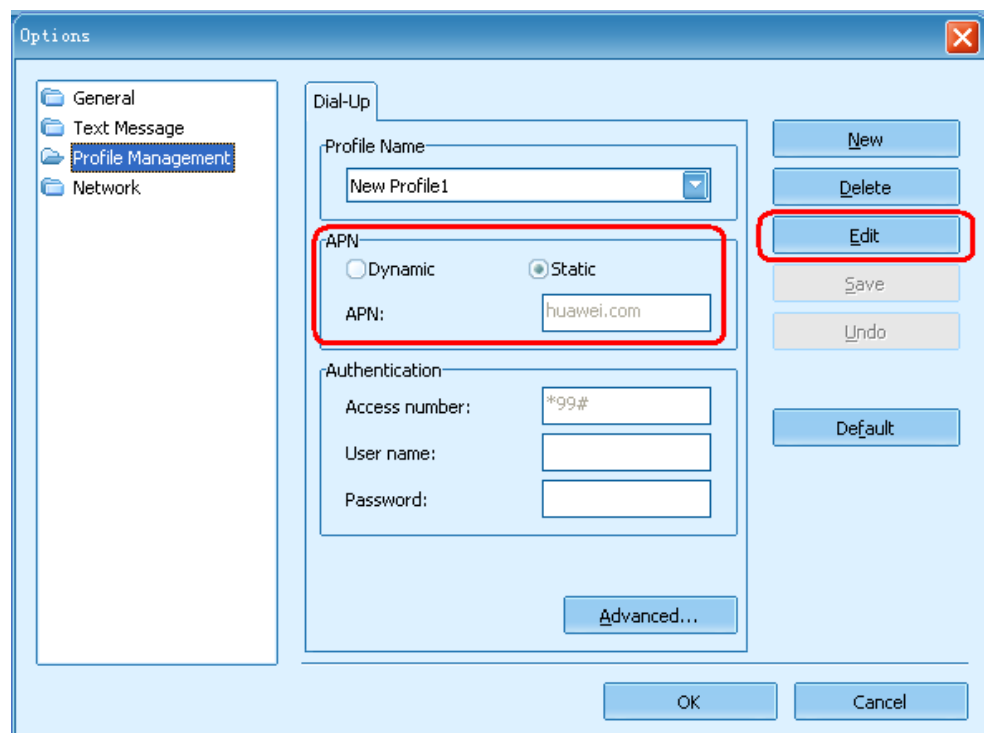 Options
General
Text Message
Profile Management
Network
Dial-Up
Profile Name
New Profile1
APN
Dynamic
Static
APN:
huawei.com
Authentication
Access number:
*99#
User name:
Password:
Advanced...
New
Delete
Edit
Save
Undo
Default
OK
Cancel